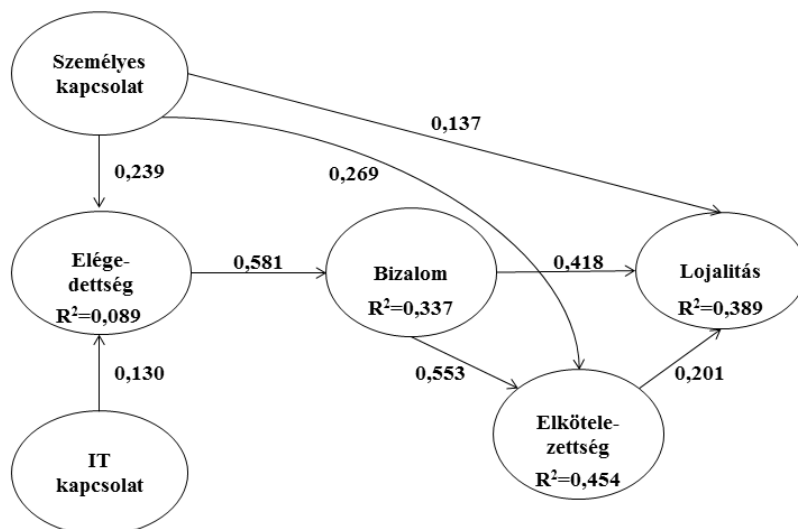 Személyes
kapcsolat
0,137
0,239
0,269
Elége-
dettség
R²=0,089
0,581
Bizalom
R²=0,337
0,418
Lojalitás
R²=0,389
0,130
0,553
0,201
Elkötele-
zettség
R²=0,454
IT
kapcsolat